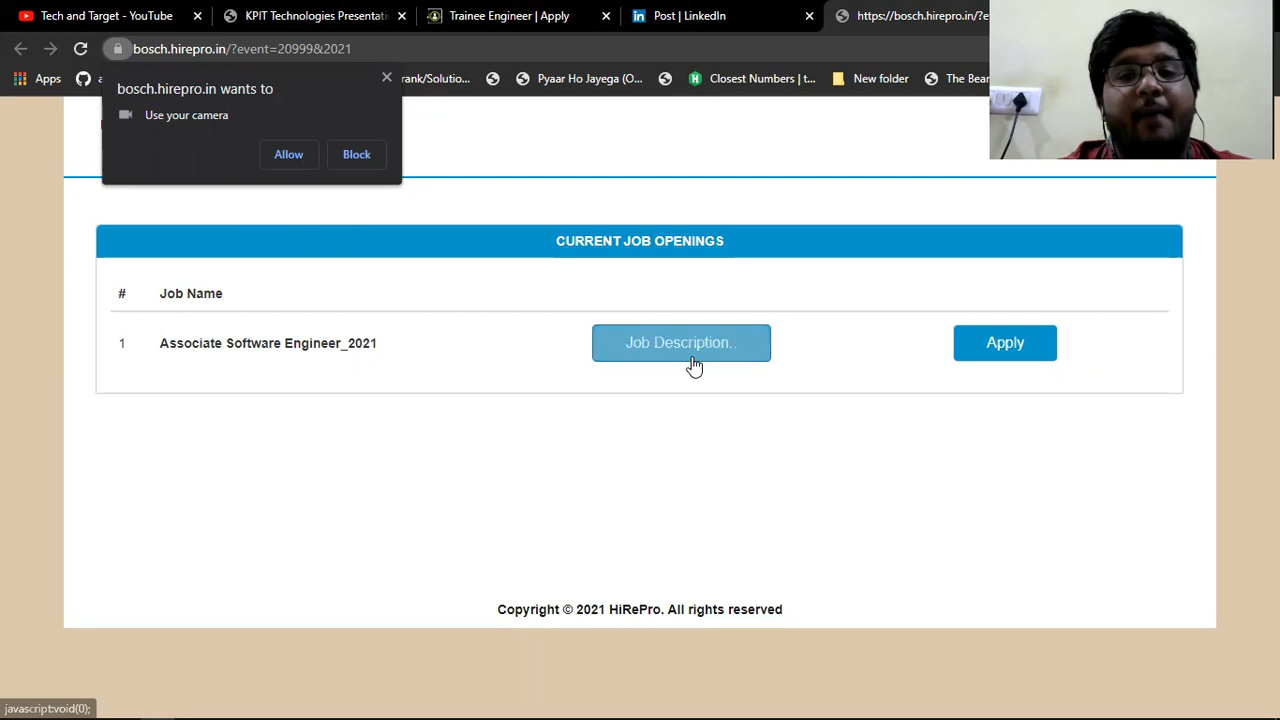 Tech and Target - YouTube
KPIT Technologies Presentati
Trainee Engineer | Apply
Post | LinkedIn
https://bosch.hirepro.in/?e
bosch.hirepro.in/?event=20999&2021
Apps
a
rank/Solutio...
Pyaar Ho Jayega (O...
Closest Numbers | t...
New folder
The Bea
bosch.hirepro.in wants to
Use your camera
Allow
Block
CURRENT JOB OPENINGS
# Job Name
1 Associate Software Engineer_2021 Job Description.. Apply
Copyright © 2021 HiRePro. All rights reserved
javascript:void(0);